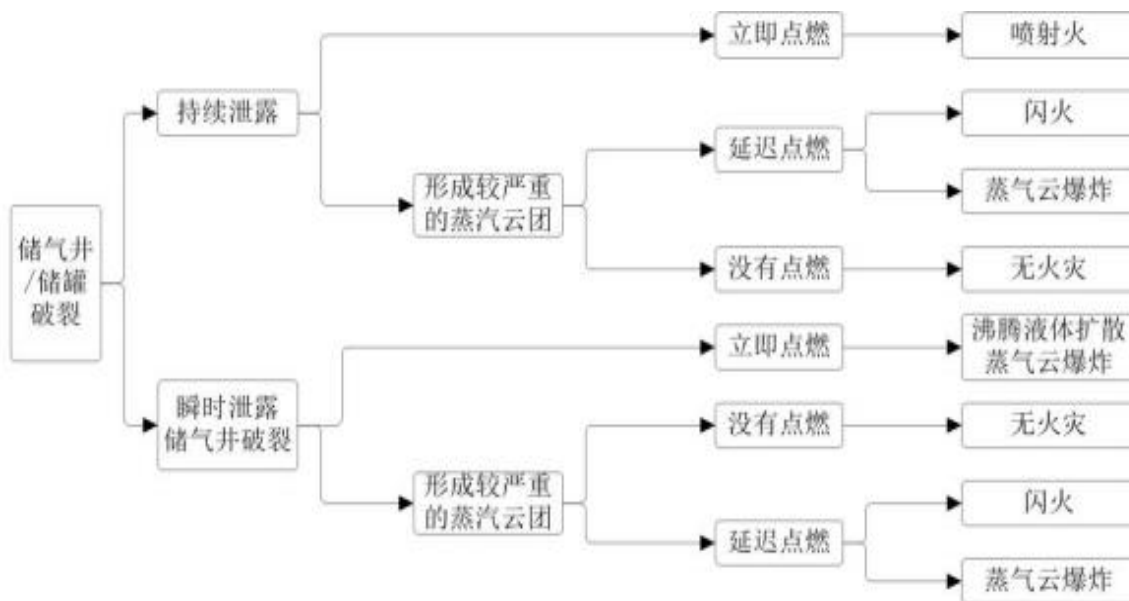 立即点燃
喷射火
持续泄露
闪火
延迟点燃
形成较严重
的蒸汽云团
蒸气云爆炸
储气井
/储罐
破裂
没有点燃
无火灾
立即点燃
沸腾液体扩散
蒸气云爆炸
瞬时泄露
储气井破裂
没有点燃
无火灾
形成较严重
的蒸汽云团
闪火
延迟点燃
蒸气云爆炸